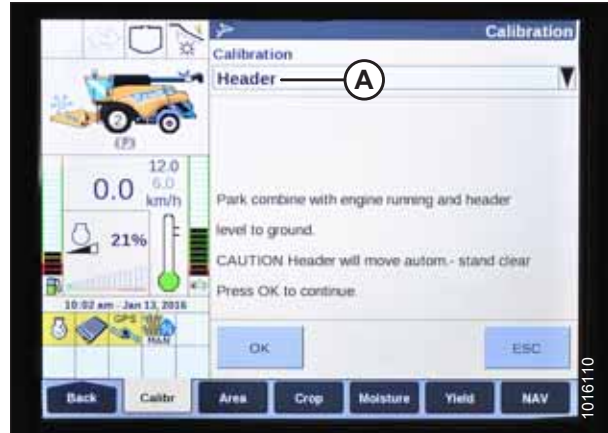 Calibration
Calibration
Header
A
2
(P)
12.0
6.0
0.0
km/h
21%
Park combine with engine running and header
level to ground.
CAUTION Header will move autom.- stand clear
Press OK to continue.
10:02 am Jan 13, 2016
GPS
MAN
OK
ESC
Back
Calibr
Area
Crop
Moisture
Yield
NAV
1016110